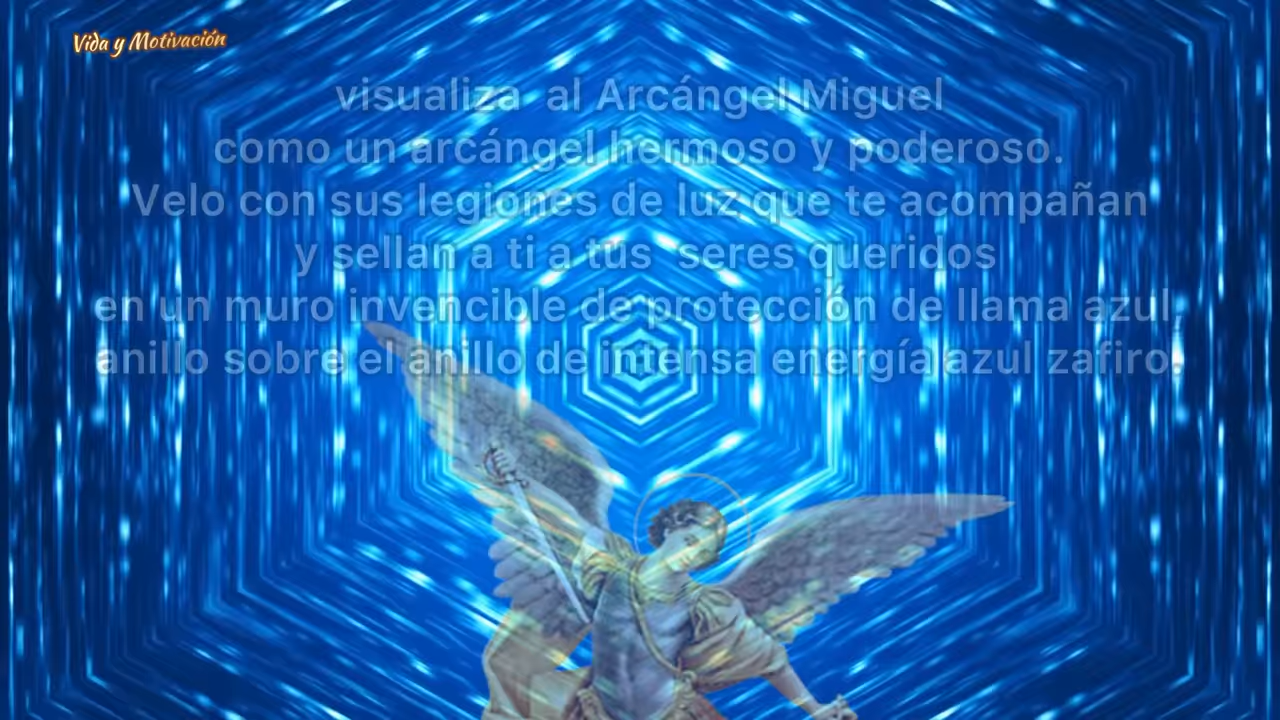 Vida y Motivación
visualiza al Arcángel Miguel
como un arcángel hermoso y poderoso.
Velo con sus legiones de luz que te acompañan
y sellan a ti a tus seres queridos
en un muro invencible de protección de llama azul,
anillo sobre el anillo de intensa energía azul zafiro.